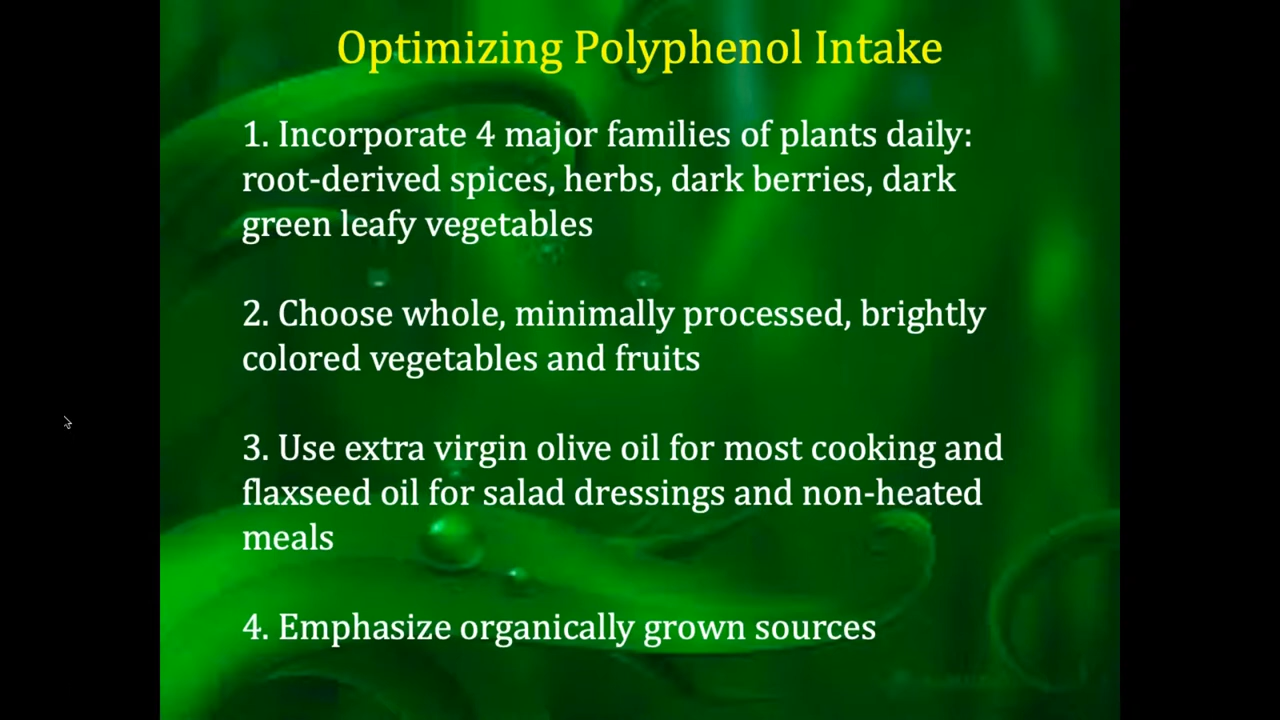 Optimizing Polyphenol Intake
1. Incorporate 4 major families of plants daily:
root-derived spices, herbs, dark berries, dark
green leafy vegetables
2. Choose whole, minimally processed, brightly
colored vegetables and fruits
3. Use extra virgin olive oil for most cooking and
flaxseed oil for salad dressings and non-heated
meals
4. Emphasize organically grown sources